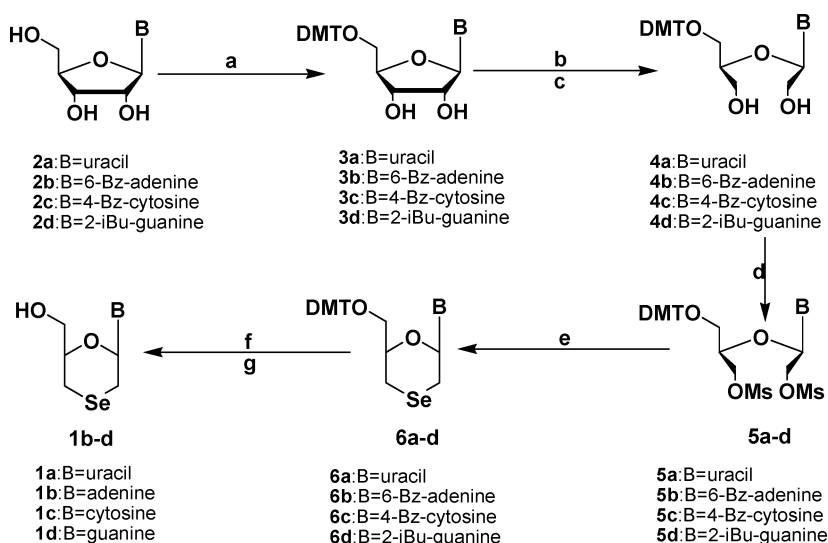 HO B O OH OH
a
DMTO B O OH OH
b
c
DMTO B O OH OH
2a:B=uracil
2b:B=6-Bz-adenine
2c:B=4-Bz-cytosine
2d:B=2-iBu-guanine
3a:B=uracil
3b:B=6-Bz-adenine
3c:B=4-Bz-cytosine
3d:B=2-iBu-guanine
4a:B=uracil
4b:B=6-Bz-adenine
4c:B=4-Bz-cytosine
4d:B=2-iBu-guanine
d
HO B O Se
f
g
DMTO B O Se
e
DMTO B O OMs OMs
1b-d
6a-d
5a-d
1a:B=uracil
1b:B=adenine
1c:B=cytosine
1d:B=guanine
6a:B=uracil
6b:B=6-Bz-adenine
6c:B=4-Bz-cytosine
6d:B=2-iBu-guanine
5a:B=uracil
5b:B=6-Bz-adenine
5c:B=4-Bz-cytosine
5d:B=2-iBu-guanine